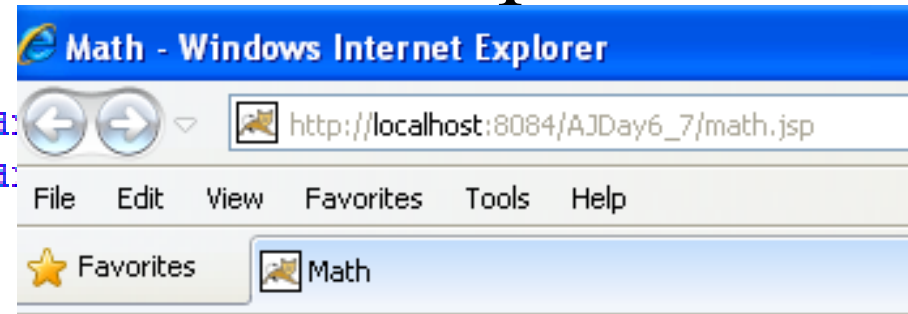 Math - Windows Internet Explorer
http://localhost:8084/AJDay6_7/math.jsp
File Edit View Favorites Tools Help
Favorites Math